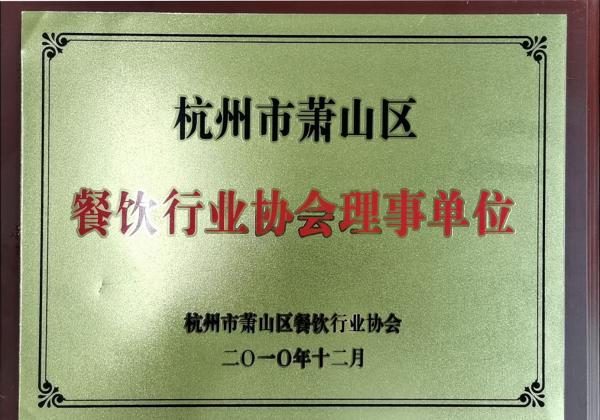 杭州市萧山区
餐饮行业协会理事单位
杭州市萧山区餐饮行业协会
二〇一〇年十二月